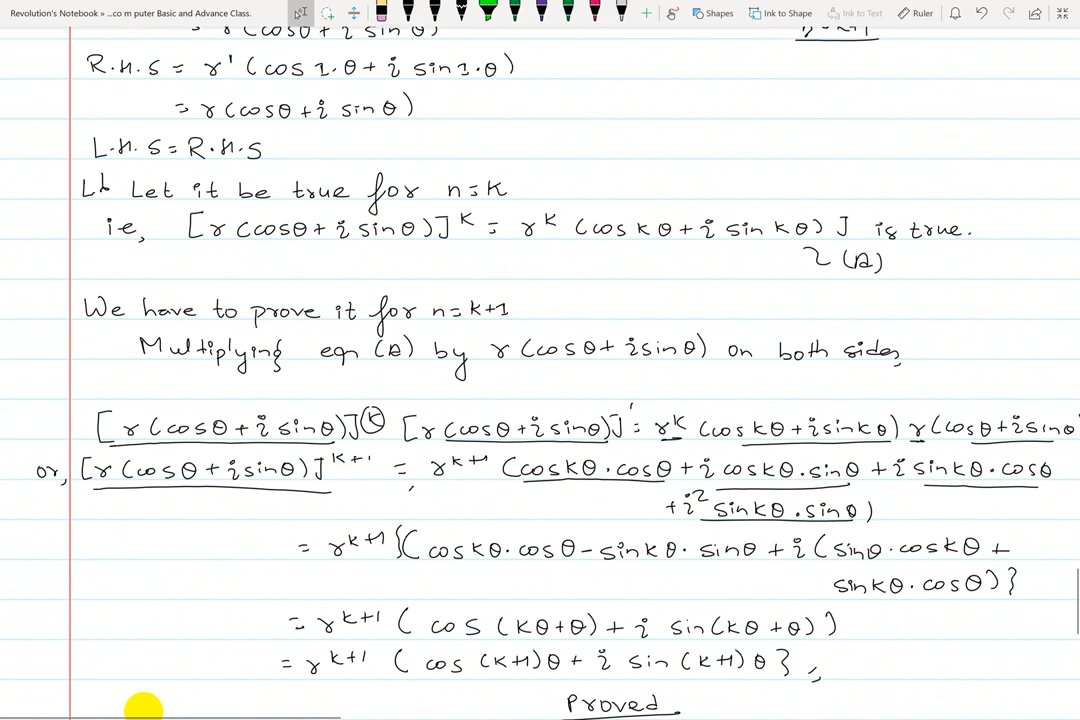 Revolution's Notebook » ...co m puter Basic and Advance Class.
Shapes Ink to Shape Ink to Text Ruler
= r (cosθ + i sin θ)
n = k+1
R.H.S = r¹ (cos 1.θ + i sin 1.θ)
= r (cosθ + i sin θ)
L.H.S = R.H.S
Let it be true for n = K
ie, [r (cosθ + i sinθ)]^K = r^K (cos Kθ + i sin Kθ) ] is true.
(A)
We have to prove it for n = k+1
Multiplying eqn (A) by r (cosθ + i sinθ) on both sides,
[r (cosθ + i sinθ)]^K [r (cosθ + i sinθ)]' = r^K (cos kθ + i sin kθ) r (cosθ + i sinθ
or, [r (cosθ + i sinθ)]^K+1 = r^K+1 (cos kθ . cosθ + i cos kθ . sinθ + i sin kθ . cosθ
+ i² sin kθ . sinθ)
= r^K+1 {( cos kθ . cosθ – sin kθ . sinθ + i (sinθ . cos kθ +
sin kθ . cosθ)}
= r^K+1 ( cos (kθ + θ) + i sin (kθ + θ) )
= r^K+1 ( cos (k+1)θ + i sin (k+1)θ },
Proved